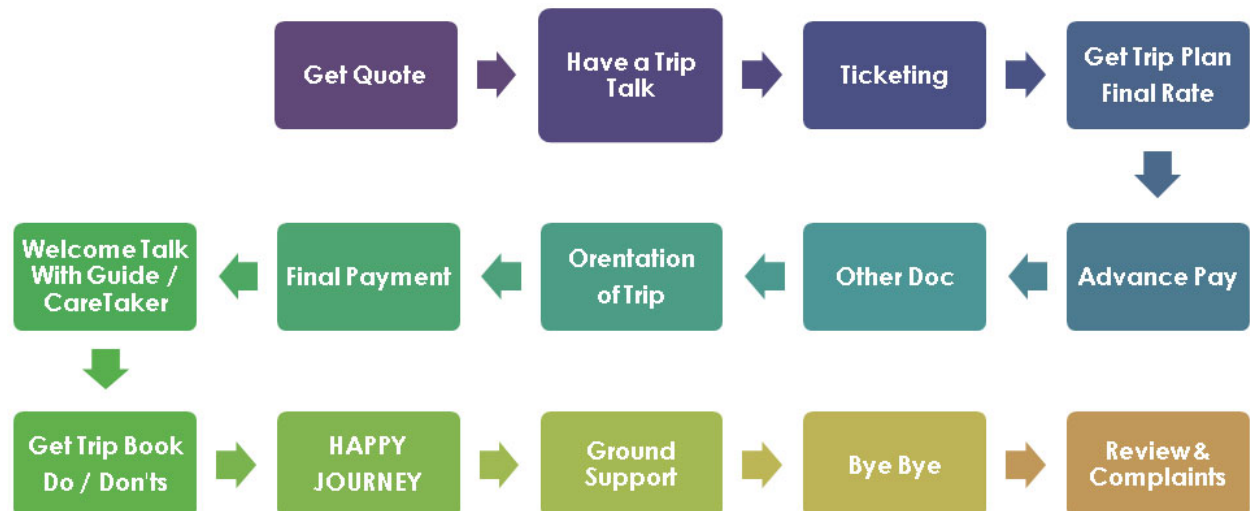 Get Quote
Have a Trip
Talk
Ticketing
Get Trip Plan
Final Rate
Advance Pay
Other Doc
Orentation
of Trip
Final Payment
Welcome Talk
With Guide /
CareTaker
Get Trip Book
Do / Don'ts
HAPPY
JOURNEY
Ground
Support
Bye Bye
Review &
Complaints